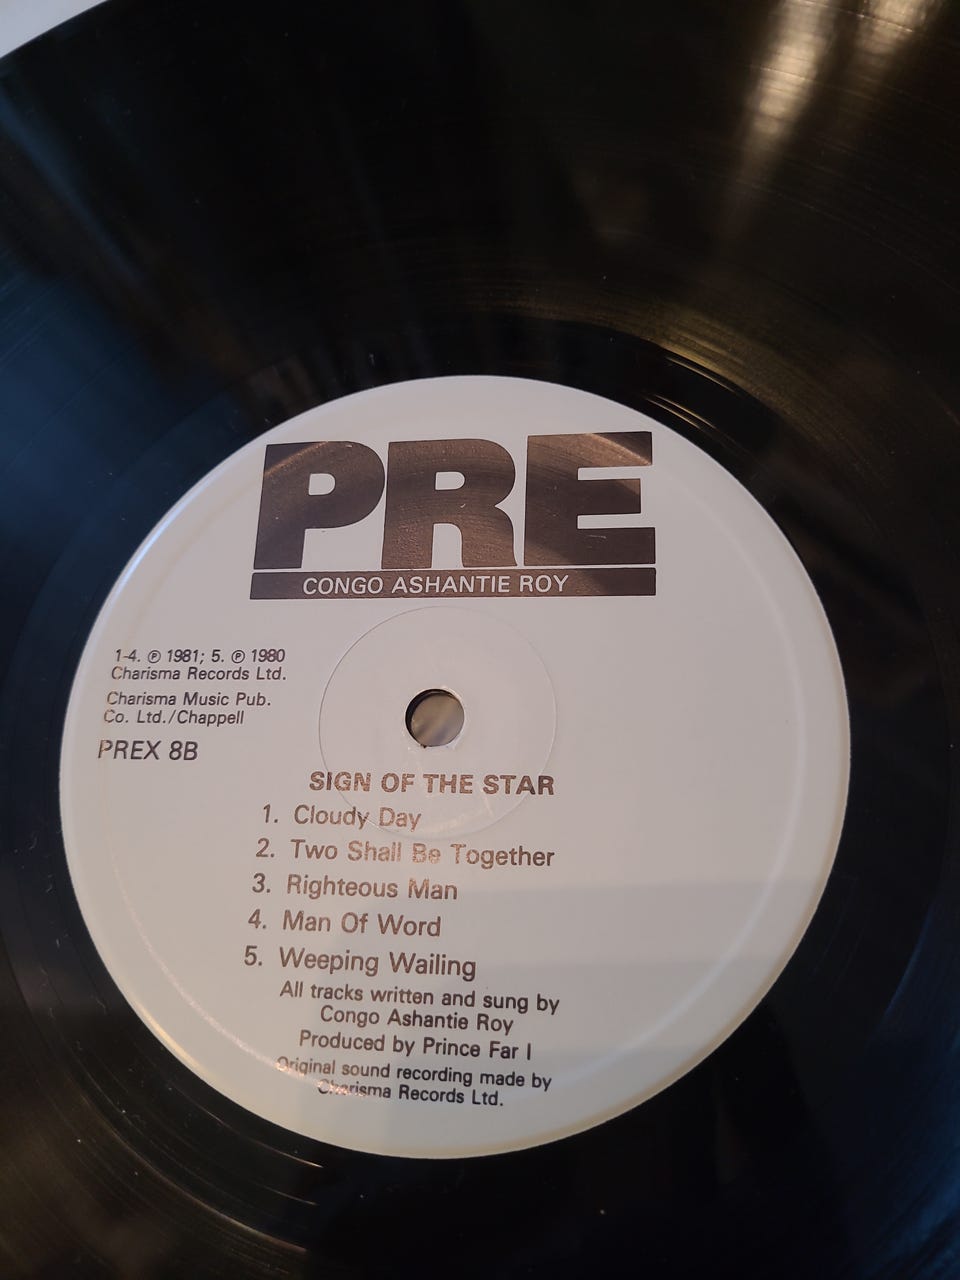 PRE
CONGO ASHANTIE ROY
1-4. ℗ 1981; 5. ℗ 1980
Charisma Records Ltd.
Charisma Music Pub.
Co. Ltd./Chappell
PREX 8B
SIGN OF THE STAR
1. Cloudy Day
2. Two Shall Be Together
3. Righteous Man
4. Man Of Word
5. Weeping Wailing
All tracks written and sung by
Congo Ashantie Roy
Produced by Prince Far I
Original sound recording made by
Charisma Records Ltd.